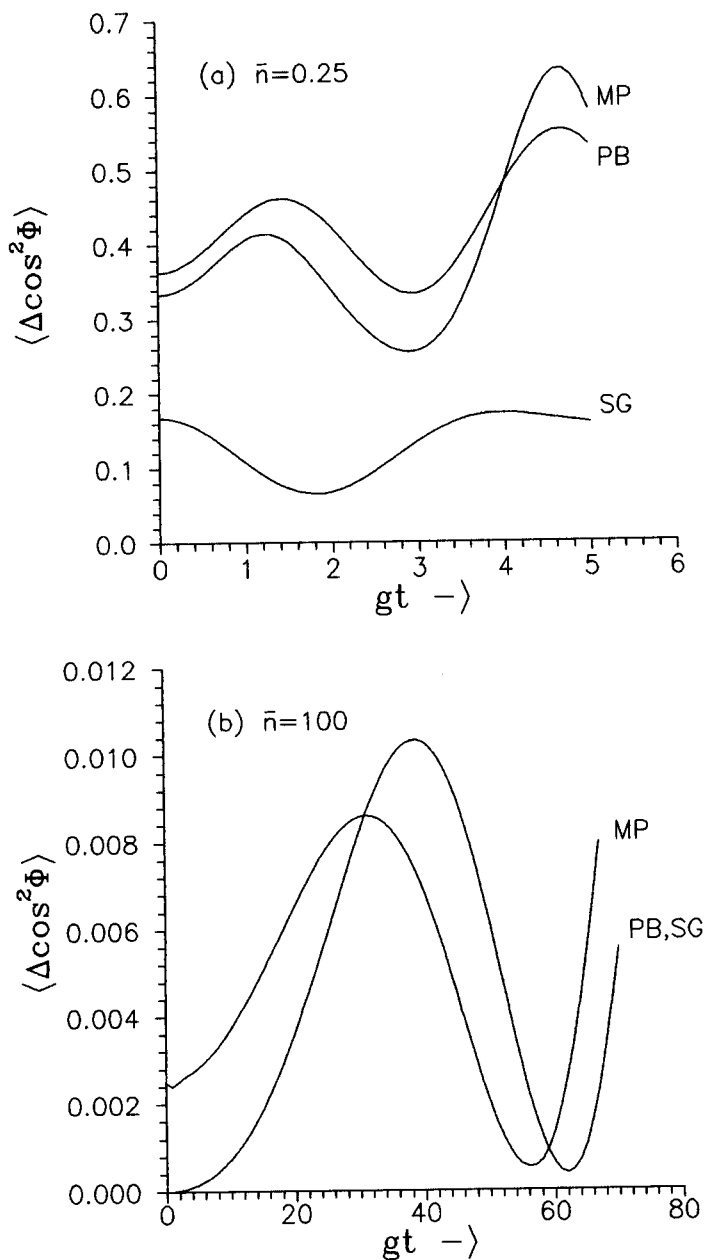 0.7
(a) n̄=0.25
0.6
MP
PB
0.5
⟨Δcos²Φ⟩
0.4
0.3
0.2
SG
0.1
0.0
0 1 2 3 4 5 6
gt –⟩
0.012
(b) n̄=100
0.010
0.008
MP
⟨Δcos²Φ⟩
0.006
PB,SG
0.004
0.002
0.000
0 20 40 60 80
gt –⟩